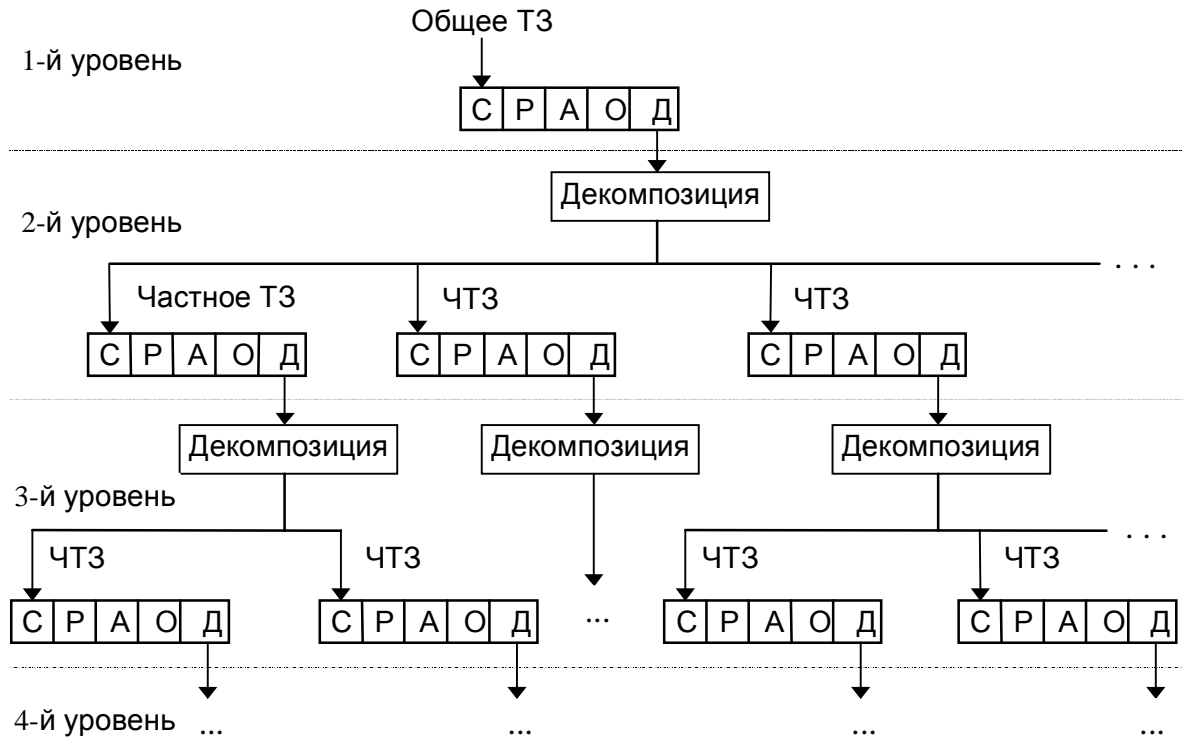 Общее ТЗ
1-й уровень
С Р А О Д
Декомпозиция
2-й уровень
. . .
Частное ТЗ ЧТЗ ЧТЗ
С Р А О Д С Р А О Д С Р А О Д
Декомпозиция Декомпозиция Декомпозиция
3-й уровень
. . .
ЧТЗ ЧТЗ ЧТЗ ЧТЗ
С Р А О Д С Р А О Д ... С Р А О Д С Р А О Д
4-й уровень ... ... ... ...